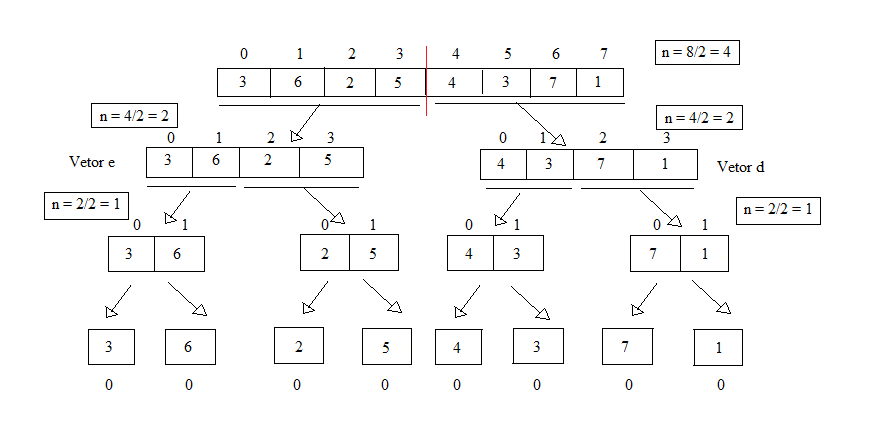 0 1 2 3 4 5 6 7
n = 8/2 = 4
3 6 2 5 4 3 7 1
n = 4/2 = 2
n = 4/2 = 2
0 1 2 3
0 1 2 3
Vetor e
3 6 2 5
4 3 7 1
Vetor d
n = 2/2 = 1
n = 2/2 = 1
0 1
0 1
0 1
0 1
3 6
2 5
4 3
7 1
3 6 2 5 4 3 7 1
0 0 0 0 0 0 0 0